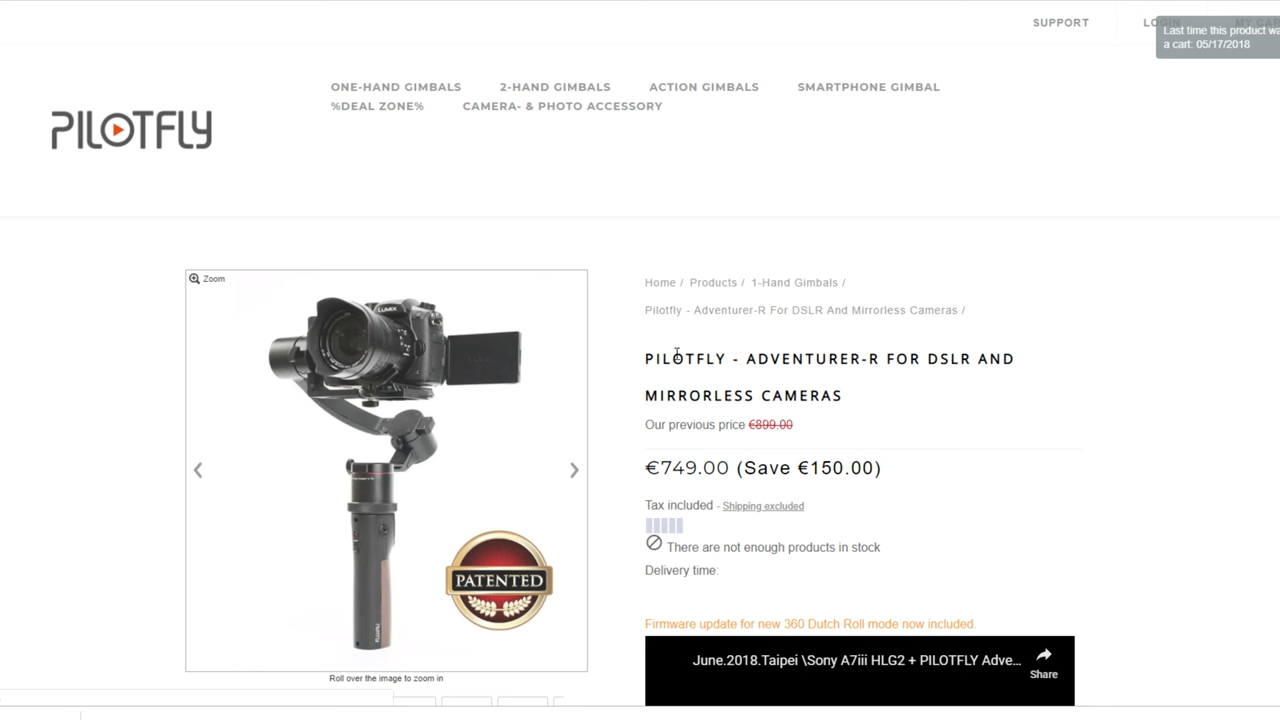 SUPPORT
LOGIN
Last time this product
a cart: 05/17/2018
ONE-HAND GIMBALS 2-HAND GIMBALS ACTION GIMBALS SMARTPHONE GIMBAL
%DEAL ZONE% CAMERA- & PHOTO ACCESSORY
PILOTFLY
Zoom
LUMIX
PATENTED
Roll over the image to zoom in
Home / Products / 1-Hand Gimbals /
Pilotfly - Adventurer-R For DSLR And Mirrorless Cameras /
PILOTFLY - ADVENTURER-R FOR DSLR AND
MIRRORLESS CAMERAS
Our previous price €899.00
€749.00 (Save €150.00)
Tax included - Shipping excluded
There are not enough products in stock
Delivery time:
Firmware update for new 360 Dutch Roll mode now included.
June.2018.Taipei \Sony A7iii HLG2 + PILOTFLY Adve...
Share